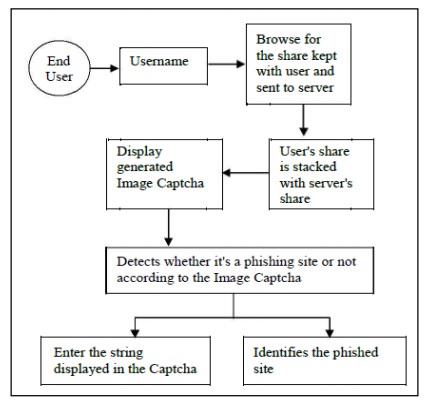 End
User
Username
Browse for
the share kept
with user and
sent to server
Display
generated
Image Captcha
User's share
is stacked
with server's
share
Detects whether it's a phishing site or not
according to the Image Captcha
Enter the string
displayed in the Captcha
Identifies the phished
site